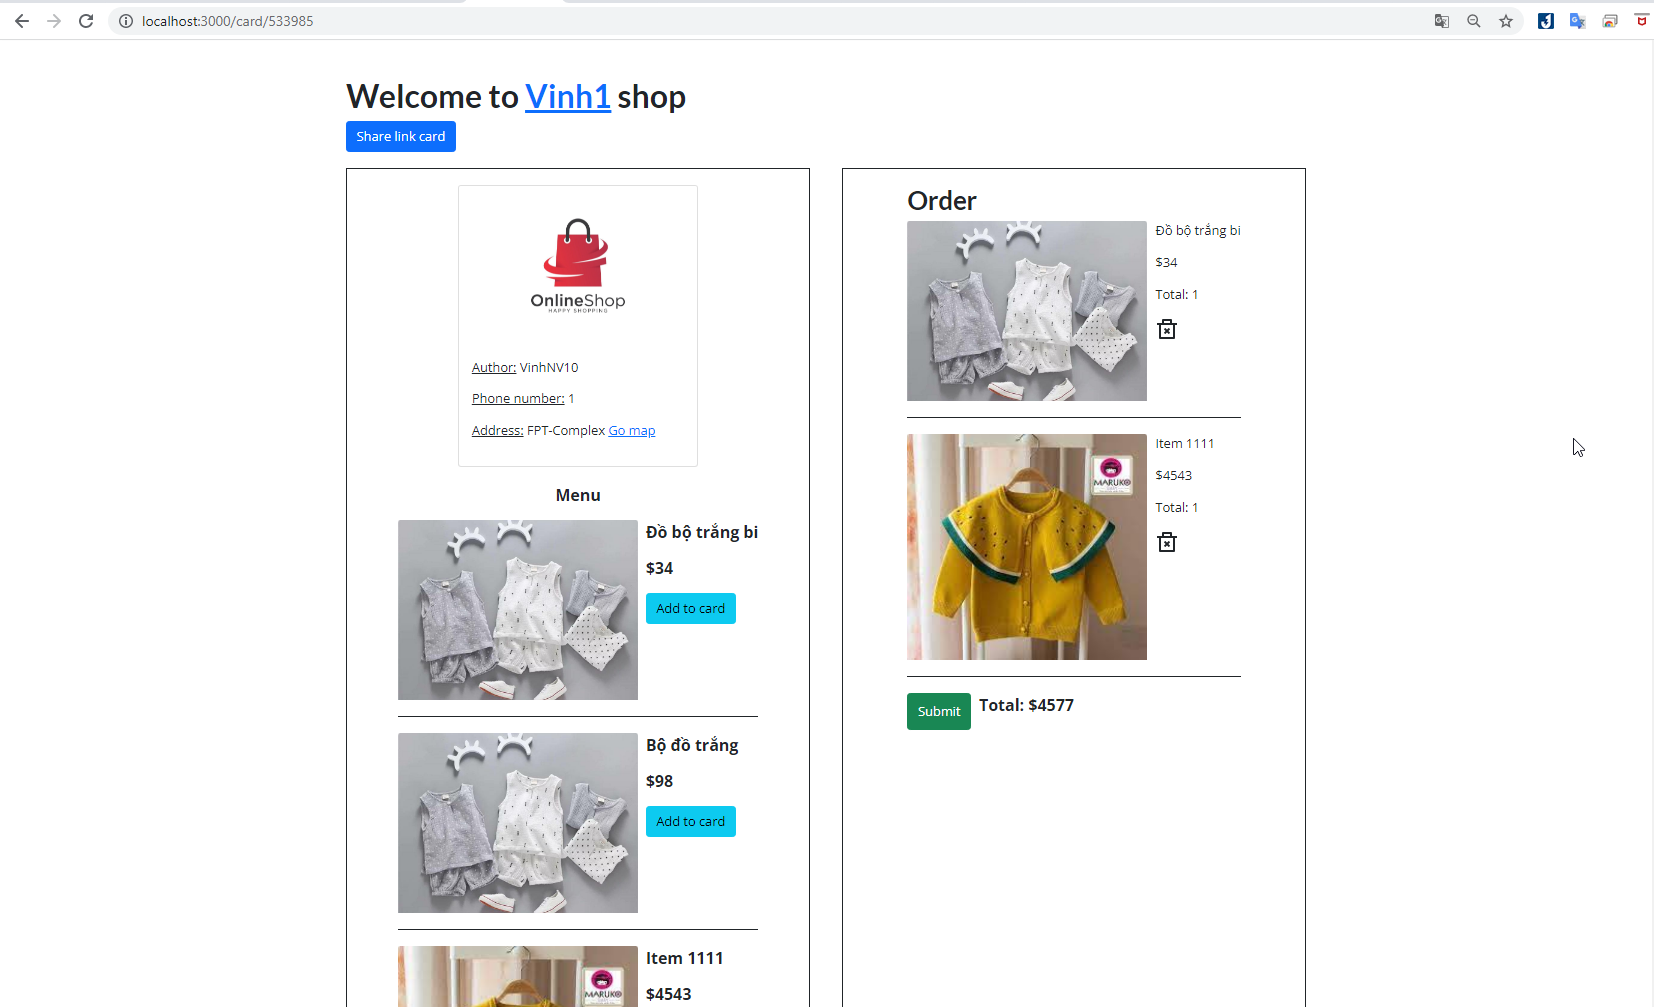 localhost:3000/card/533985
Welcome to Vinh1 shop
Share link card
OnlineShop
HAPPY SHOPPING
Author: VinhNV10
Phone number: 1
Address: FPT-Complex Go map
Menu
Đồ bộ trắng bi
$34
Add to card
Bộ đồ trắng
$98
Add to card
MARUKO
Item 1111
$4543
Order
Đồ bộ trắng bi
$34
Total: 1
MARUKO
Item 1111
$4543
Total: 1
Submit
Total: $4577